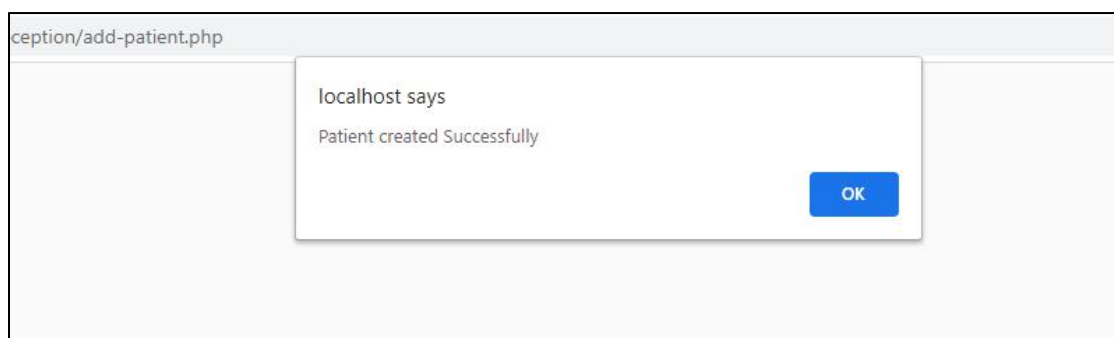 ception/add-patient.php
localhost says
Patient created Successfully
OK